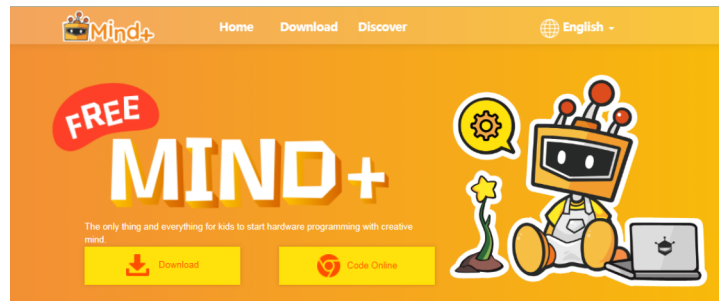 Mind+ Home Download Discover English
FREE
MIND+
The only thing and everything for kids to start hardware programming with creative
mind.
Download Code Online